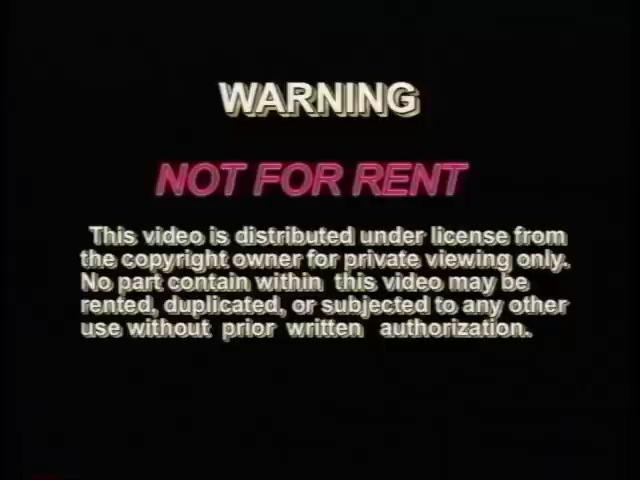 WARNING
NOT FOR RENT
This video is distributed under license from
the copyright owner for private viewing only.
No part contain within this video may be
rented, duplicated, or subjected to any other
use without prior written authorization.